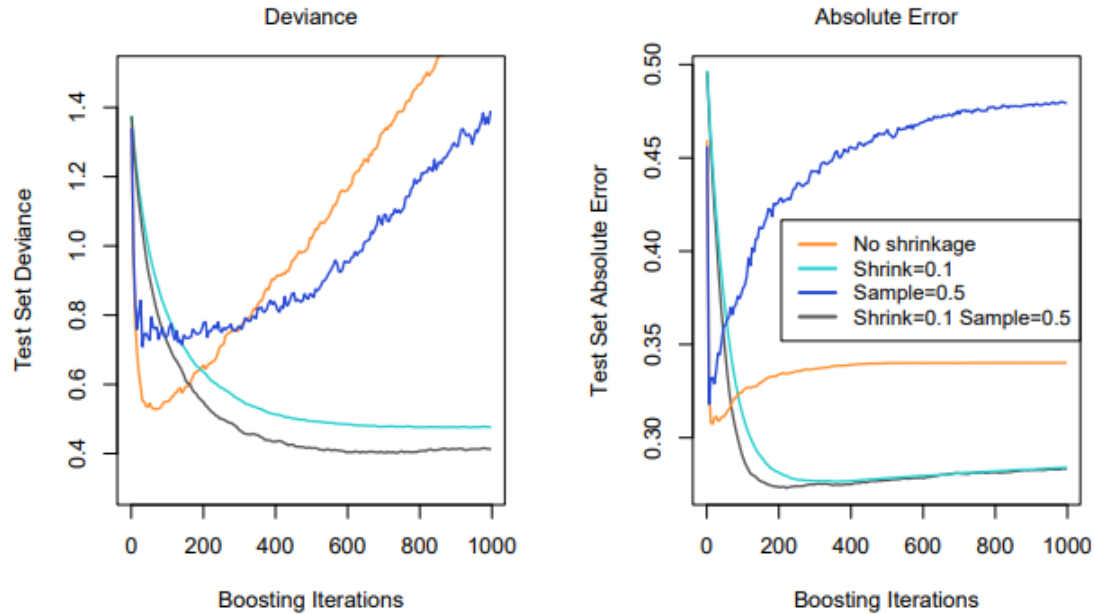 Deviance
Test Set Deviance
0.4 0.6 0.8 1.0 1.2 1.4
0 200 400 600 800 1000
Boosting Iterations
Absolute Error
Test Set Absolute Error
0.30 0.35 0.40 0.45 0.50
No shrinkage
Shrink=0.1
Sample=0.5
Shrink=0.1 Sample=0.5
0 200 400 600 800 1000
Boosting Iterations